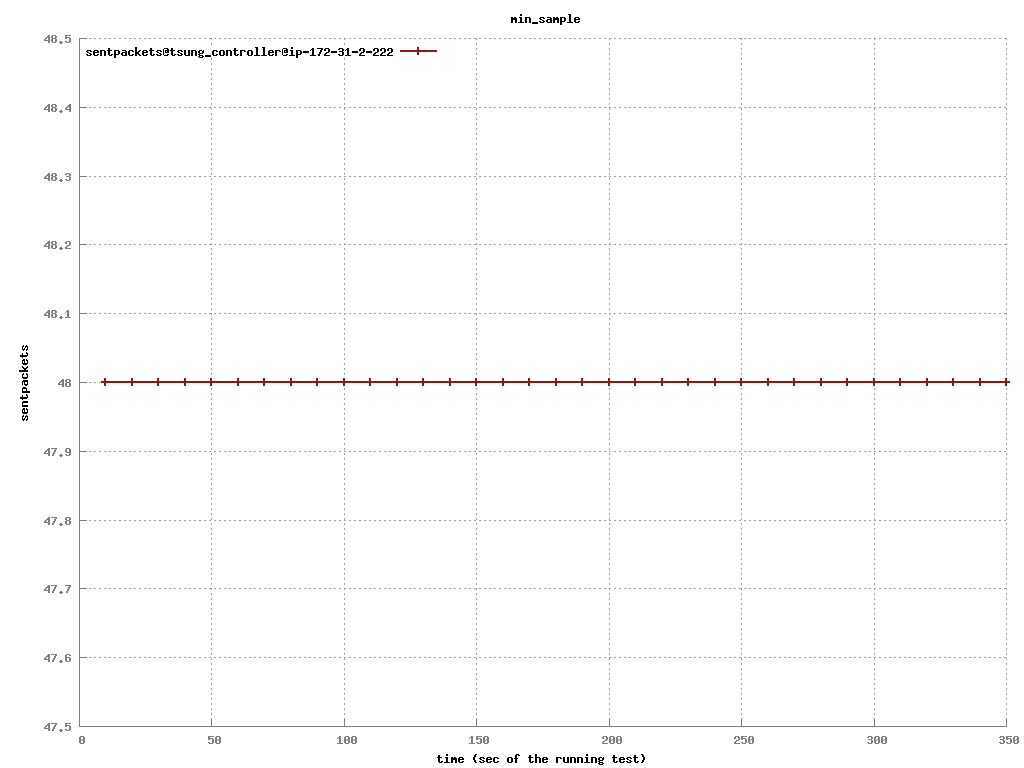 min_sample
48.5
sentpackets@tsung_controller@ip-172-31-2-222
48.4
48.3
48.2
48.1
48
47.9
47.8
47.7
47.6
47.5
sentpackets
0 50 100 150 200 250 300 350
time (sec of the running test)